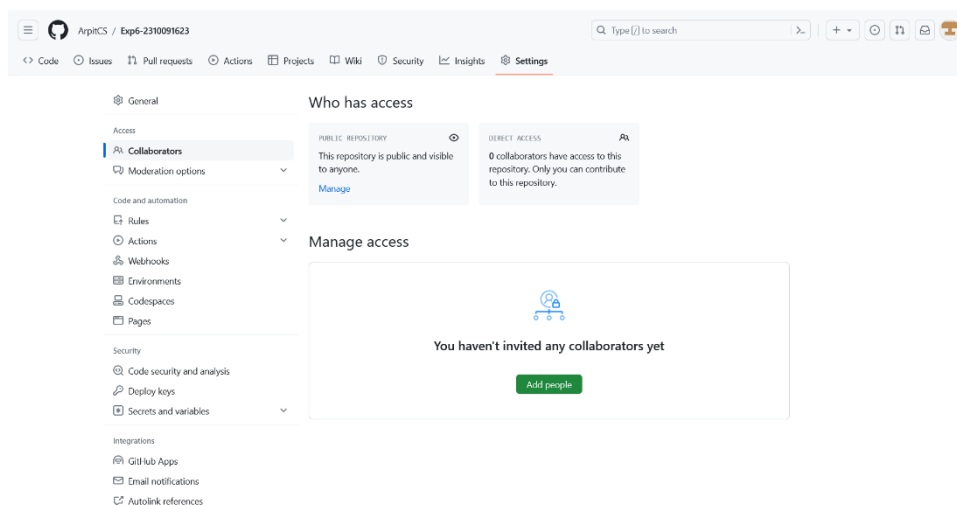 ArpitCS / Exp6-2310091623
Type [/] to search
Code Issues Pull requests Actions Projects Wiki Security Insights Settings
General
Access
Collaborators
Moderation options
Code and automation
Rules
Actions
Webhooks
Environments
Codespaces
Pages
Security
Code security and analysis
Deploy keys
Secrets and variables
Integrations
GitHub Apps
Email notifications
Autolink references
Who has access
PUBLIC REPOSITORY
This repository is public and visible
to anyone.
Manage
DIRECT ACCESS
0 collaborators have access to this
repository. Only you can contribute
to this repository.
Manage access
You haven't invited any collaborators yet
Add people